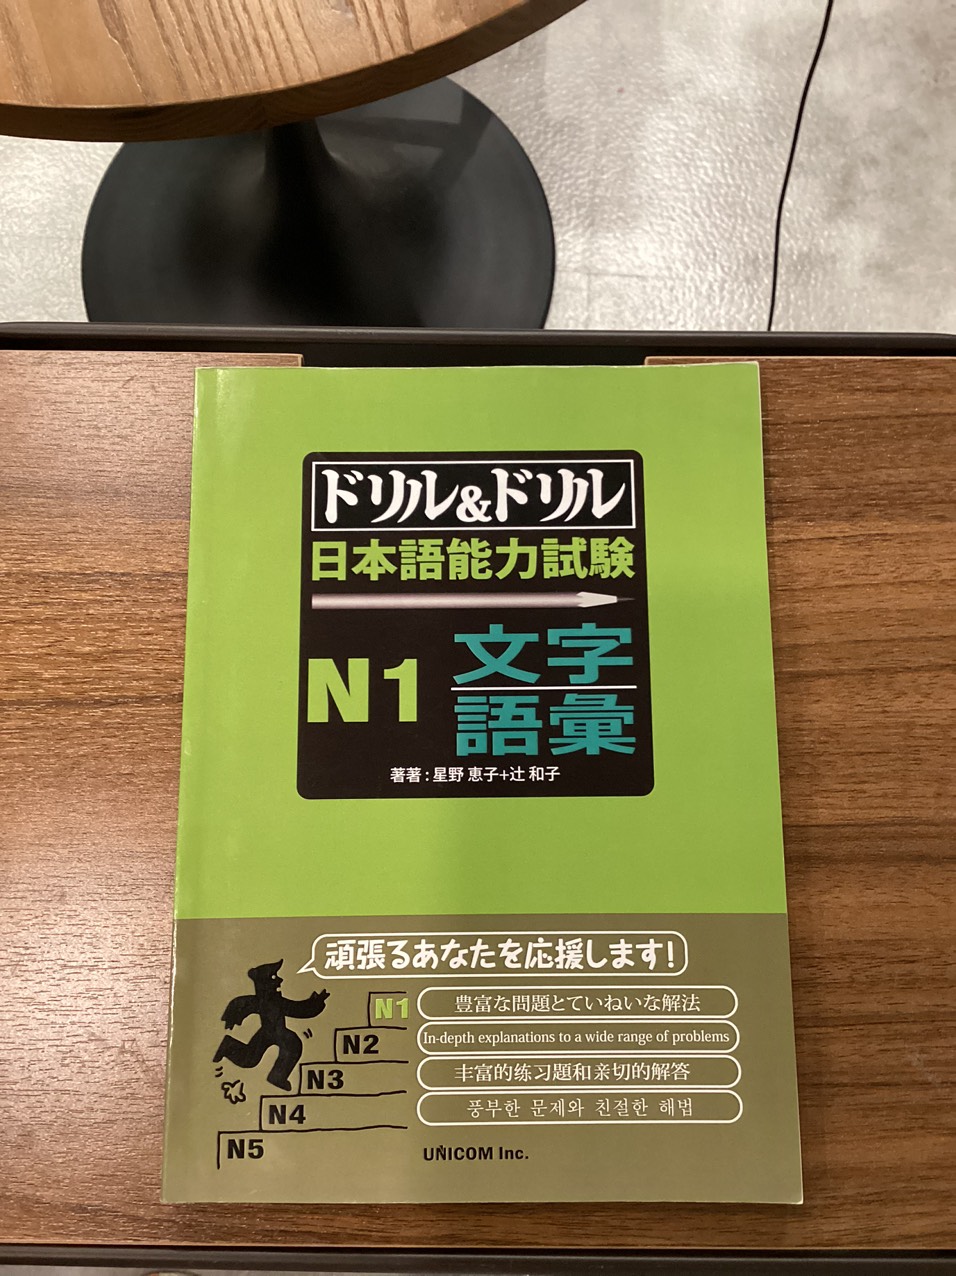 ドリル&ドリル
日本語能力試験
N1
文字
語彙
著著:星野 恵子+辻 和子
頑張るあなたを応援します!
N1
N2
N3
N4
N5
豊富な問題とていねいな解法
In-depth explanations to a wide range of problems
丰富的练习题和亲切的解答
풍부한 문제와 친절한 해법
UNICOM Inc.